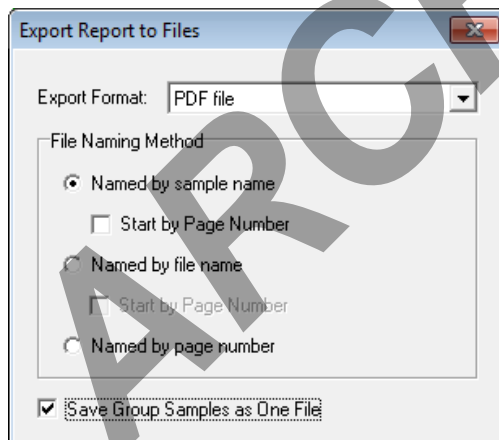 Export Report to Files
Export Format: PDF file
File Naming Method
Named by sample name
Start by Page Number
Named by file name
Start by Page Number
Named by page number
Save Group Samples as One File
ARCH